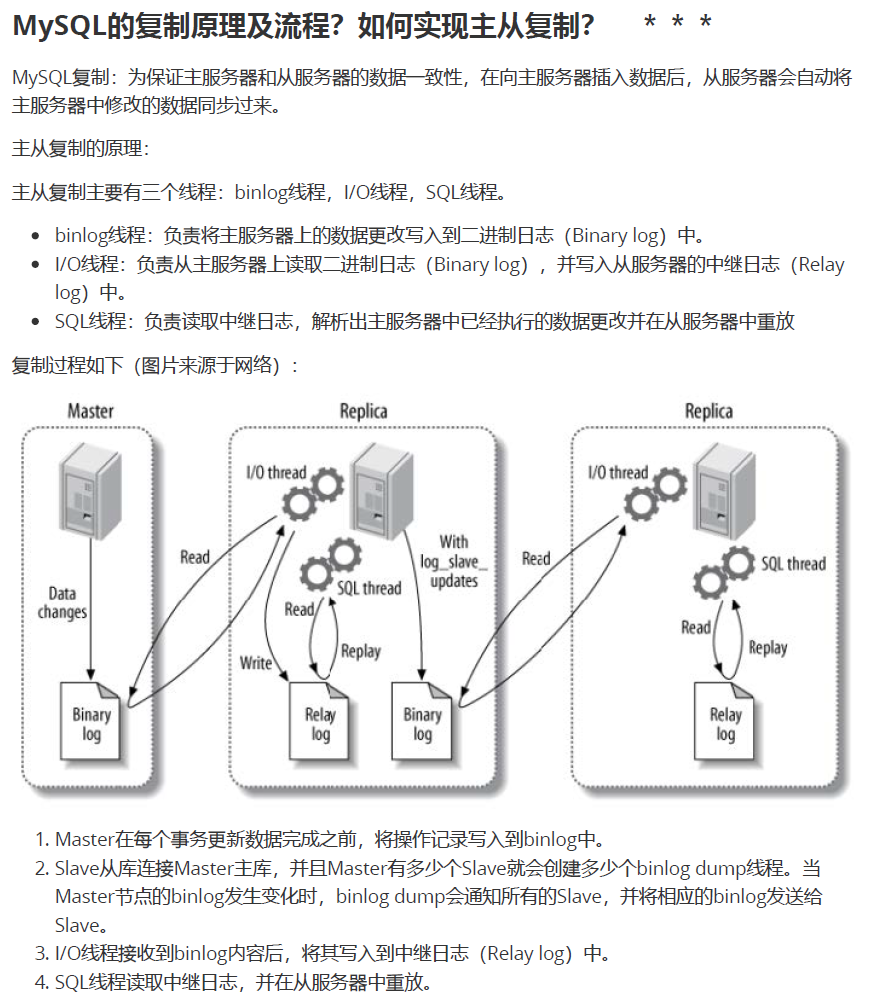 MySQL的复制原理及流程？如何实现主从复制？ * * *
MySQL复制：为保证主服务器和从服务器的数据一致性，在向主服务器插入数据后，从服务器会自动将
主服务器中修改的数据同步过来。
主从复制的原理：
主从复制主要有三个线程：binlog线程，I/O线程，SQL线程。
• binlog线程：负责将主服务器上的数据更改写入到二进制日志（Binary log）中。
• I/O线程：负责从主服务器上读取二进制日志（Binary log），并写入从服务器的中继日志（Relay
log）中。
• SQL线程：负责读取中继日志，解析出主服务器中已经执行的数据更改并在从服务器中重放
复制过程如下（图片来源于网络）：
Master
Data
changes
Binary
log
Read
Replica
I/O thread
SQL thread
Read
Replay
Write
Relay
log
With
log_slave_
updates
Binary
log
Read
Replica
I/O thread
SQL thread
Read
Replay
Relay
log
1. Master在每个事务更新数据完成之前，将操作记录写入到binlog中。
2. Slave从库连接Master主库，并且Master有多少个Slave就会创建多少个binlog dump线程。当
Master节点的binlog发生变化时，binlog dump会通知所有的Slave，并将相应的binlog发送给
Slave。
3. I/O线程接收到binlog内容后，将其写入到中继日志（Relay log）中。
4. SQL线程读取中继日志，并在从服务器中重放。